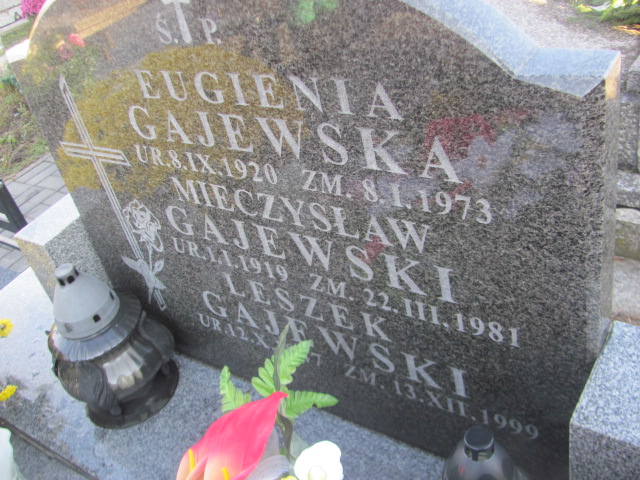 Ś. P.
EUGIENIA
GAJEWSKA
UR.8.IX.1920 ZM. 8.I.1973
MIECZYSŁAW
GAJEWSKI
UR.1.I.1919 ZM. 22.III.1981
LESZEK
GAJEWSKI
ZM. 13.XII.1999